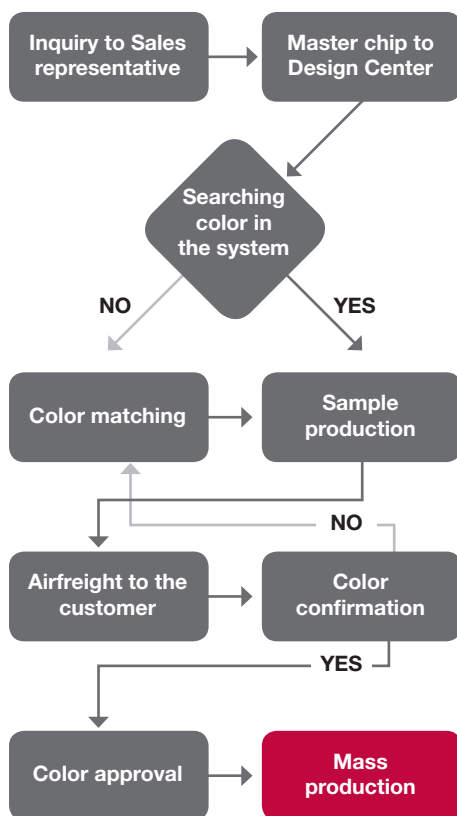 Inquiry to Sales
representative
Master chip to
Design Center
Searching
color in
the system
NO
YES
Color matching
Sample
production
NO
Airfreight to the
customer
Color
confirmation
YES
Color approval
Mass
production